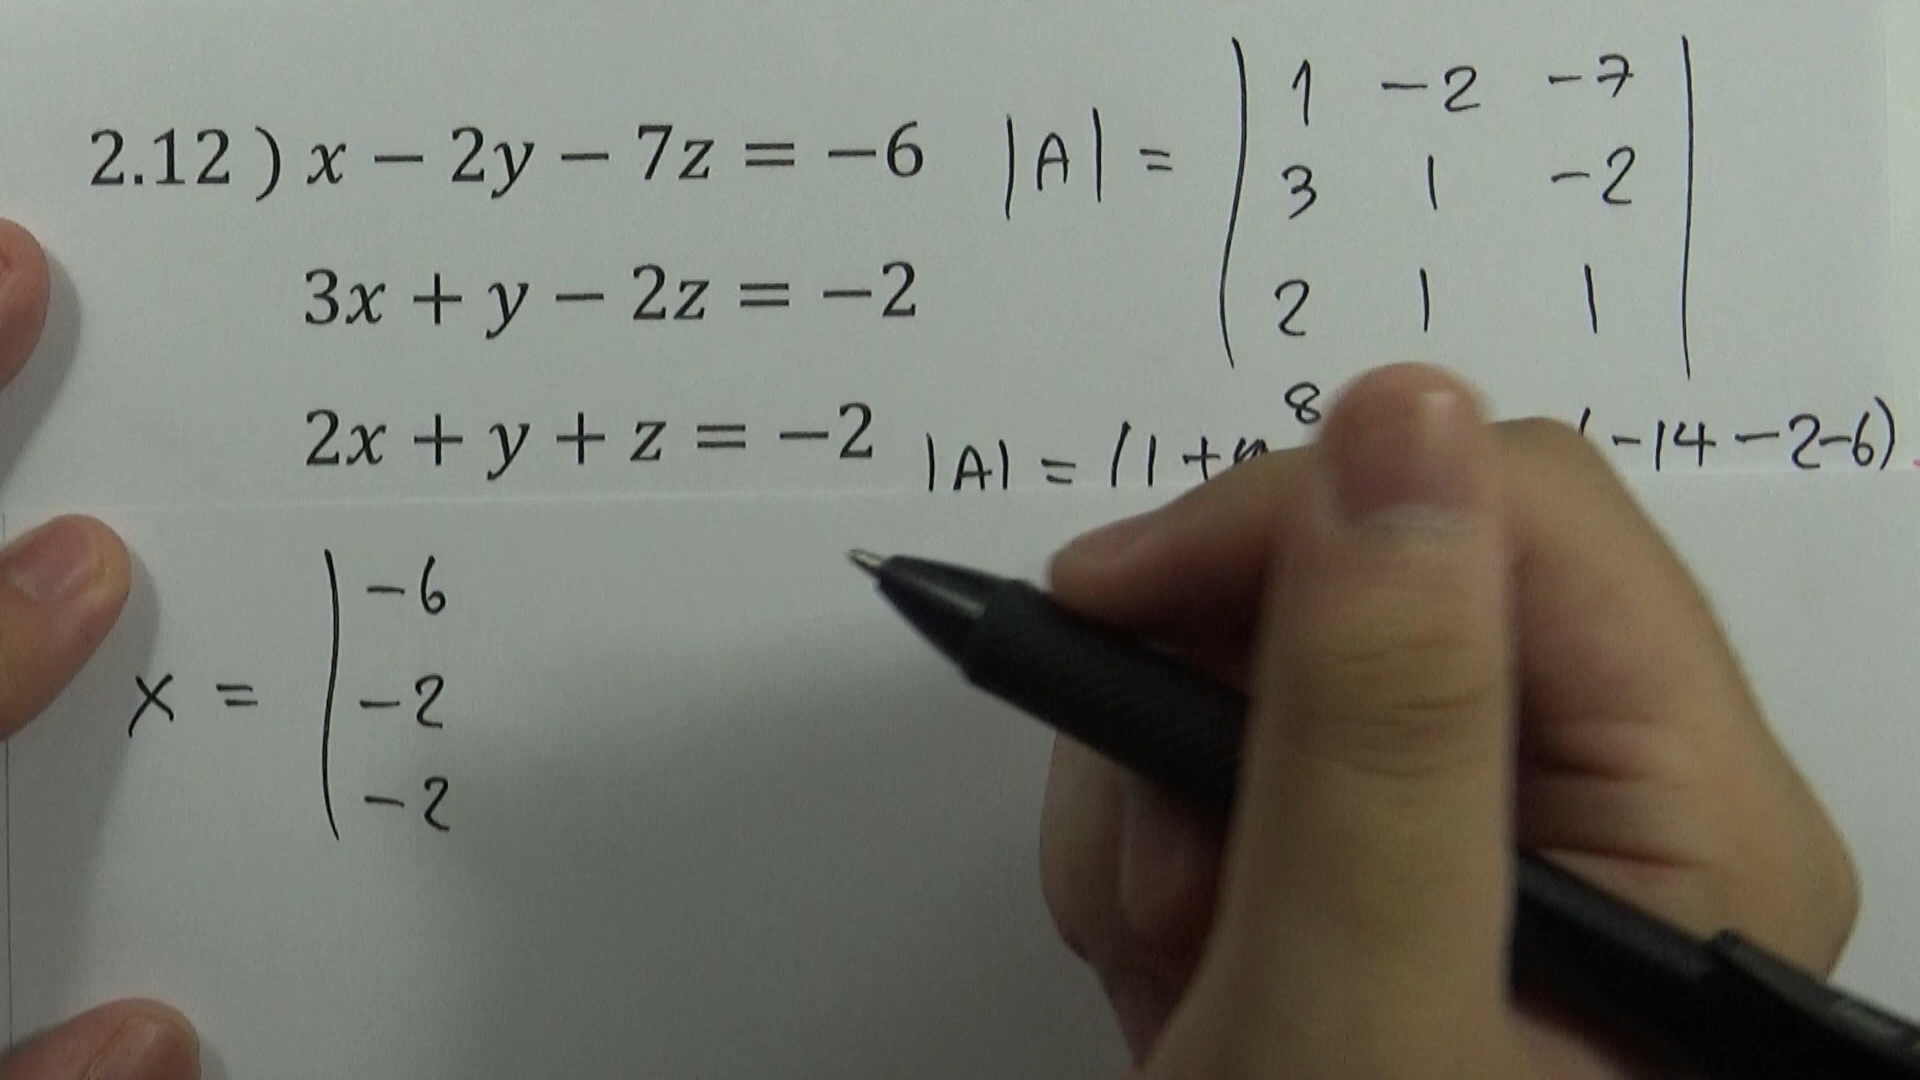 2.12 ) x − 2y − 7z = −6
3x + y − 2z = −2
2x + y + z = −2
|A| = | 1 −2 −7
3 1 −2
2 1 1 |
|A| = (1 + 8 −14 −2−6)
x = | −6
−2
−2